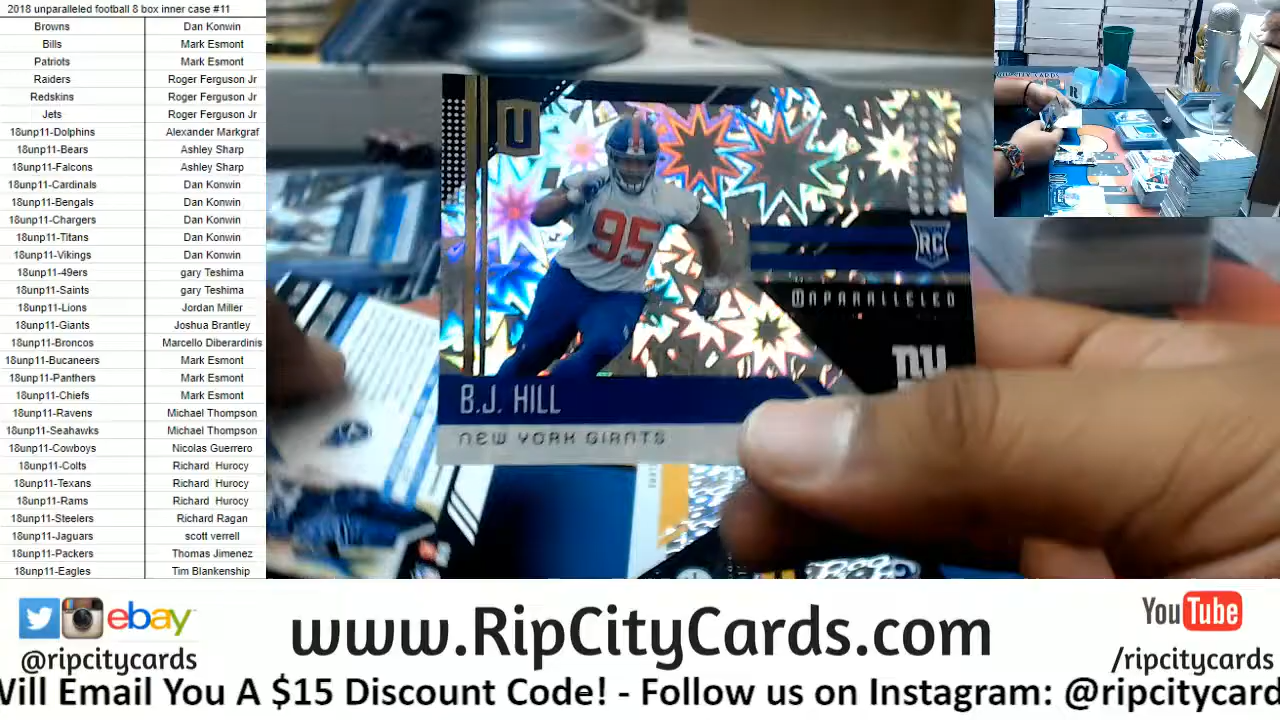 2018 unparalleled football 8 box inner case #11
Browns Dan Konwin
Bills Mark Esmont
Patriots Mark Esmont
Raiders Roger Ferguson Jr
Redskins Roger Ferguson Jr
Jets Roger Ferguson Jr
18unp11-Dolphins Alexander Markgraf
18unp11-Bears Ashley Sharp
18unp11-Falcons Ashley Sharp
18unp11-Cardinals Dan Konwin
18unp11-Bengals Dan Konwin
18unp11-Chargers Dan Konwin
18unp11-Titans Dan Konwin
18unp11-Vikings Dan Konwin
18unp11-49ers gary Teshima
18unp11-Saints gary Teshima
18unp11-Lions Jordan Miller
18unp11-Giants Joshua Brantley
18unp11-Broncos Marcello Diberardinis
18unp11-Bucaneers Mark Esmont
18unp11-Panthers Mark Esmont
18unp11-Chiefs Mark Esmont
18unp11-Ravens Michael Thompson
18unp11-Seahawks Michael Thompson
18unp11-Cowboys Nicolas Guerrero
18unp11-Colts Richard Hurocy
18unp11-Texans Richard Hurocy
18unp11-Rams Richard Hurocy
18unp11-Steelers Richard Ragan
18unp11-Jaguars scott verrell
18unp11-Packers Thomas Jimenez
18unp11-Eagles Tim Blankenship
U
95
RC
UNPARALLELED
ny
B.J. HILL
NEW YORK GIANTS
ebay
@ripcitycards
www.RipCityCards.com
YouTube
/ripcitycards
Will Email You A $15 Discount Code! - Follow us on Instagram: @ripcitycard